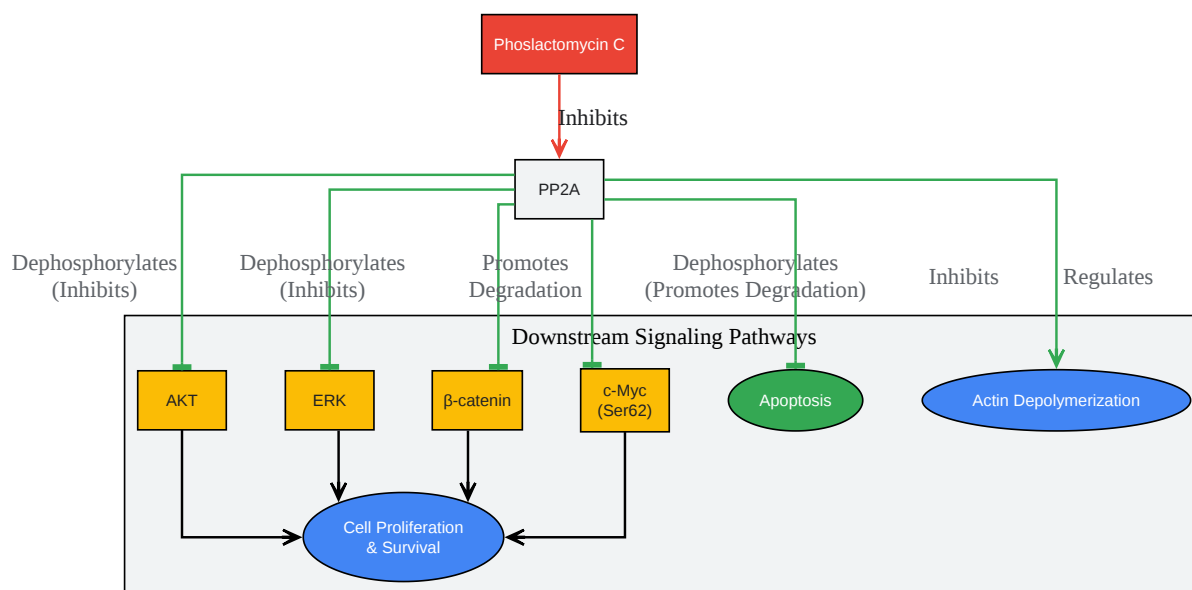 Phoslactomycin C
Inhibits
PP2A
Dephosphorylates
(Inhibits)
Dephosphorylates
(Inhibits)
Promotes
Degradation
Dephosphorylates
(Promotes Degradation)
Inhibits
Regulates
Downstream Signaling Pathways
AKT
ERK
β-catenin
c-Myc
(Ser62)
Apoptosis
Actin Depolymerization
Cell Proliferation
& Survival